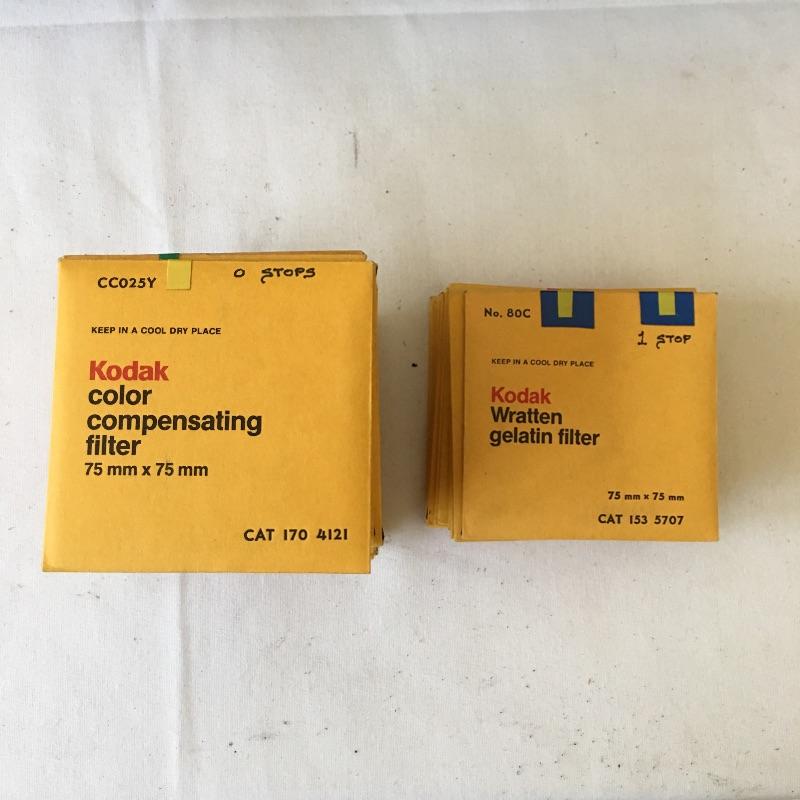 CC025Y
0 STOPS
KEEP IN A COOL DRY PLACE
Kodak
color
compensating
filter
75 mm x 75 mm
CAT 170 4121
No. 80C
1 STOP
KEEP IN A COOL DRY PLACE
Kodak
Wratten
gelatin filter
75 mm x 75 mm
CAT 153 5707